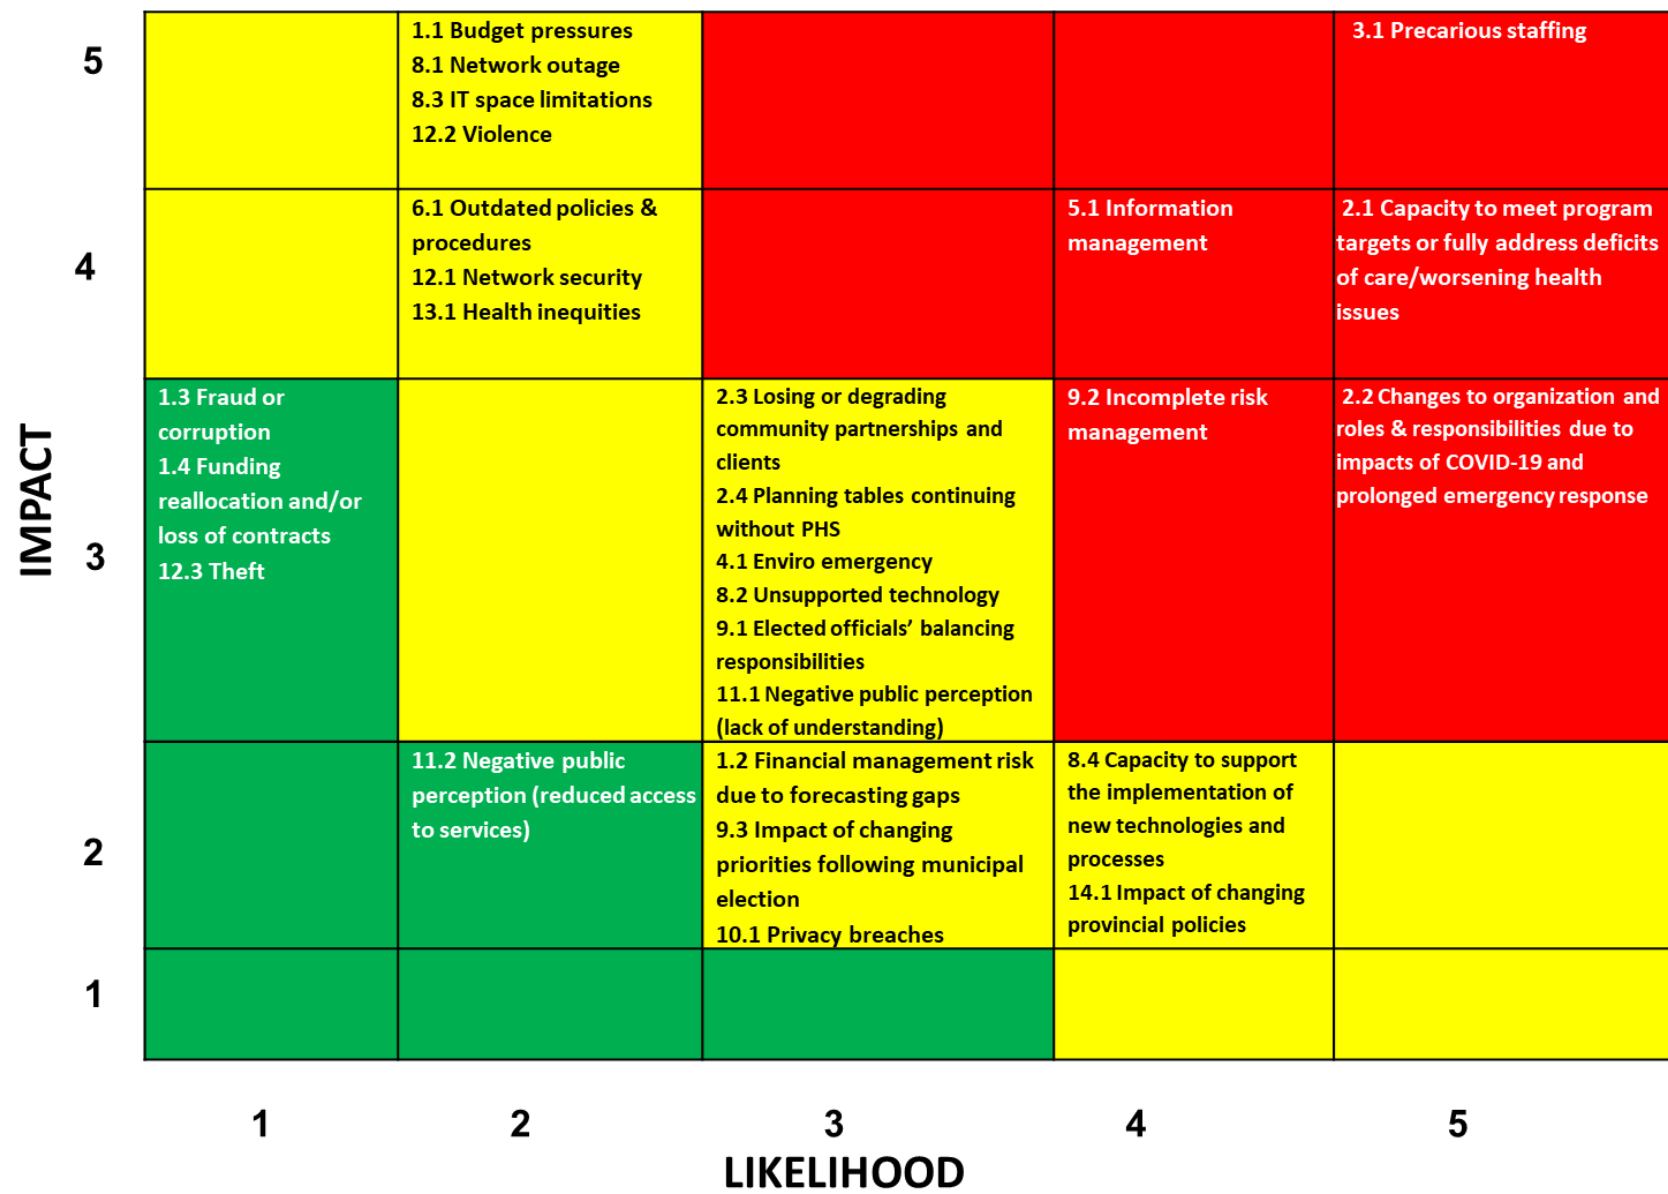 5
1.1 Budget pressures
8.1 Network outage
8.3 IT space limitations
12.2 Violence
3.1 Precarious staffing
4
6.1 Outdated policies &
procedures
12.1 Network security
13.1 Health inequities
5.1 Information
management
2.1 Capacity to meet program
targets or fully address deficits
of care/worsening health
issues
IMPACT
3
1.3 Fraud or
corruption
1.4 Funding
reallocation and/or
loss of contracts
12.3 Theft
2.3 Losing or degrading
community partnerships and
clients
2.4 Planning tables continuing
without PHS
4.1 Enviro emergency
8.2 Unsupported technology
9.1 Elected officials’ balancing
responsibilities
11.1 Negative public perception
(lack of understanding)
9.2 Incomplete risk
management
2.2 Changes to organization and
roles & responsibilities due to
impacts of COVID-19 and
prolonged emergency response
2
11.2 Negative public
perception (reduced access
to services)
1.2 Financial management risk
due to forecasting gaps
9.3 Impact of changing
priorities following municipal
election
10.1 Privacy breaches
8.4 Capacity to support
the implementation of
new technologies and
processes
14.1 Impact of changing
provincial policies
1
1 2 3 4 5
LIKELIHOOD